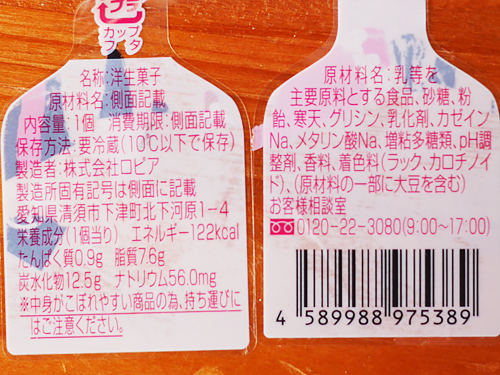 プラ
カップ
フタ
名称:洋生菓子
原材料名:側面記載
内容量:1個 消費期限:側面記載
保存方法:要冷蔵(10℃以下で保存)
製造者:株式会社ロピア
製造所固有記号は側面に記載
愛知県清須市下津町北下河原1-4
栄養成分(1個当り) エネルギー122kcal
たんぱく質0.9g 脂質7.6g
炭水化物12.5g ナトリウム56.0mg
※中身がこぼれやすい商品の為、持ち運びに
はご注意ください。
原材料名:乳等を
主要原料とする食品、砂糖、粉
飴、寒天、グリシン、乳化剤、カゼイン
Na、メタリン酸Na、増粘多糖類、pH調
整剤、香料、着色料(ラック、カロチノイ
ド)、(原材料の一部に大豆を含む)
お客様相談室
0120-22-3080(9:00~17:00)
4 589988 975389